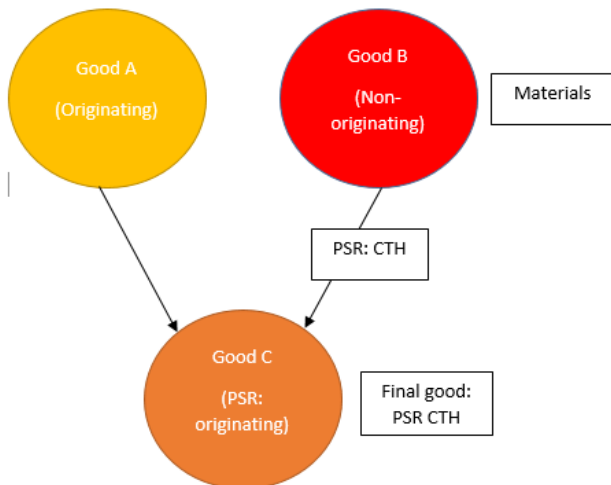 Good A
(Originating)
Good B
(Non-
originating)
Materials
PSR: CTH
Good C
(PSR:
originating)
Final good:
PSR CTH